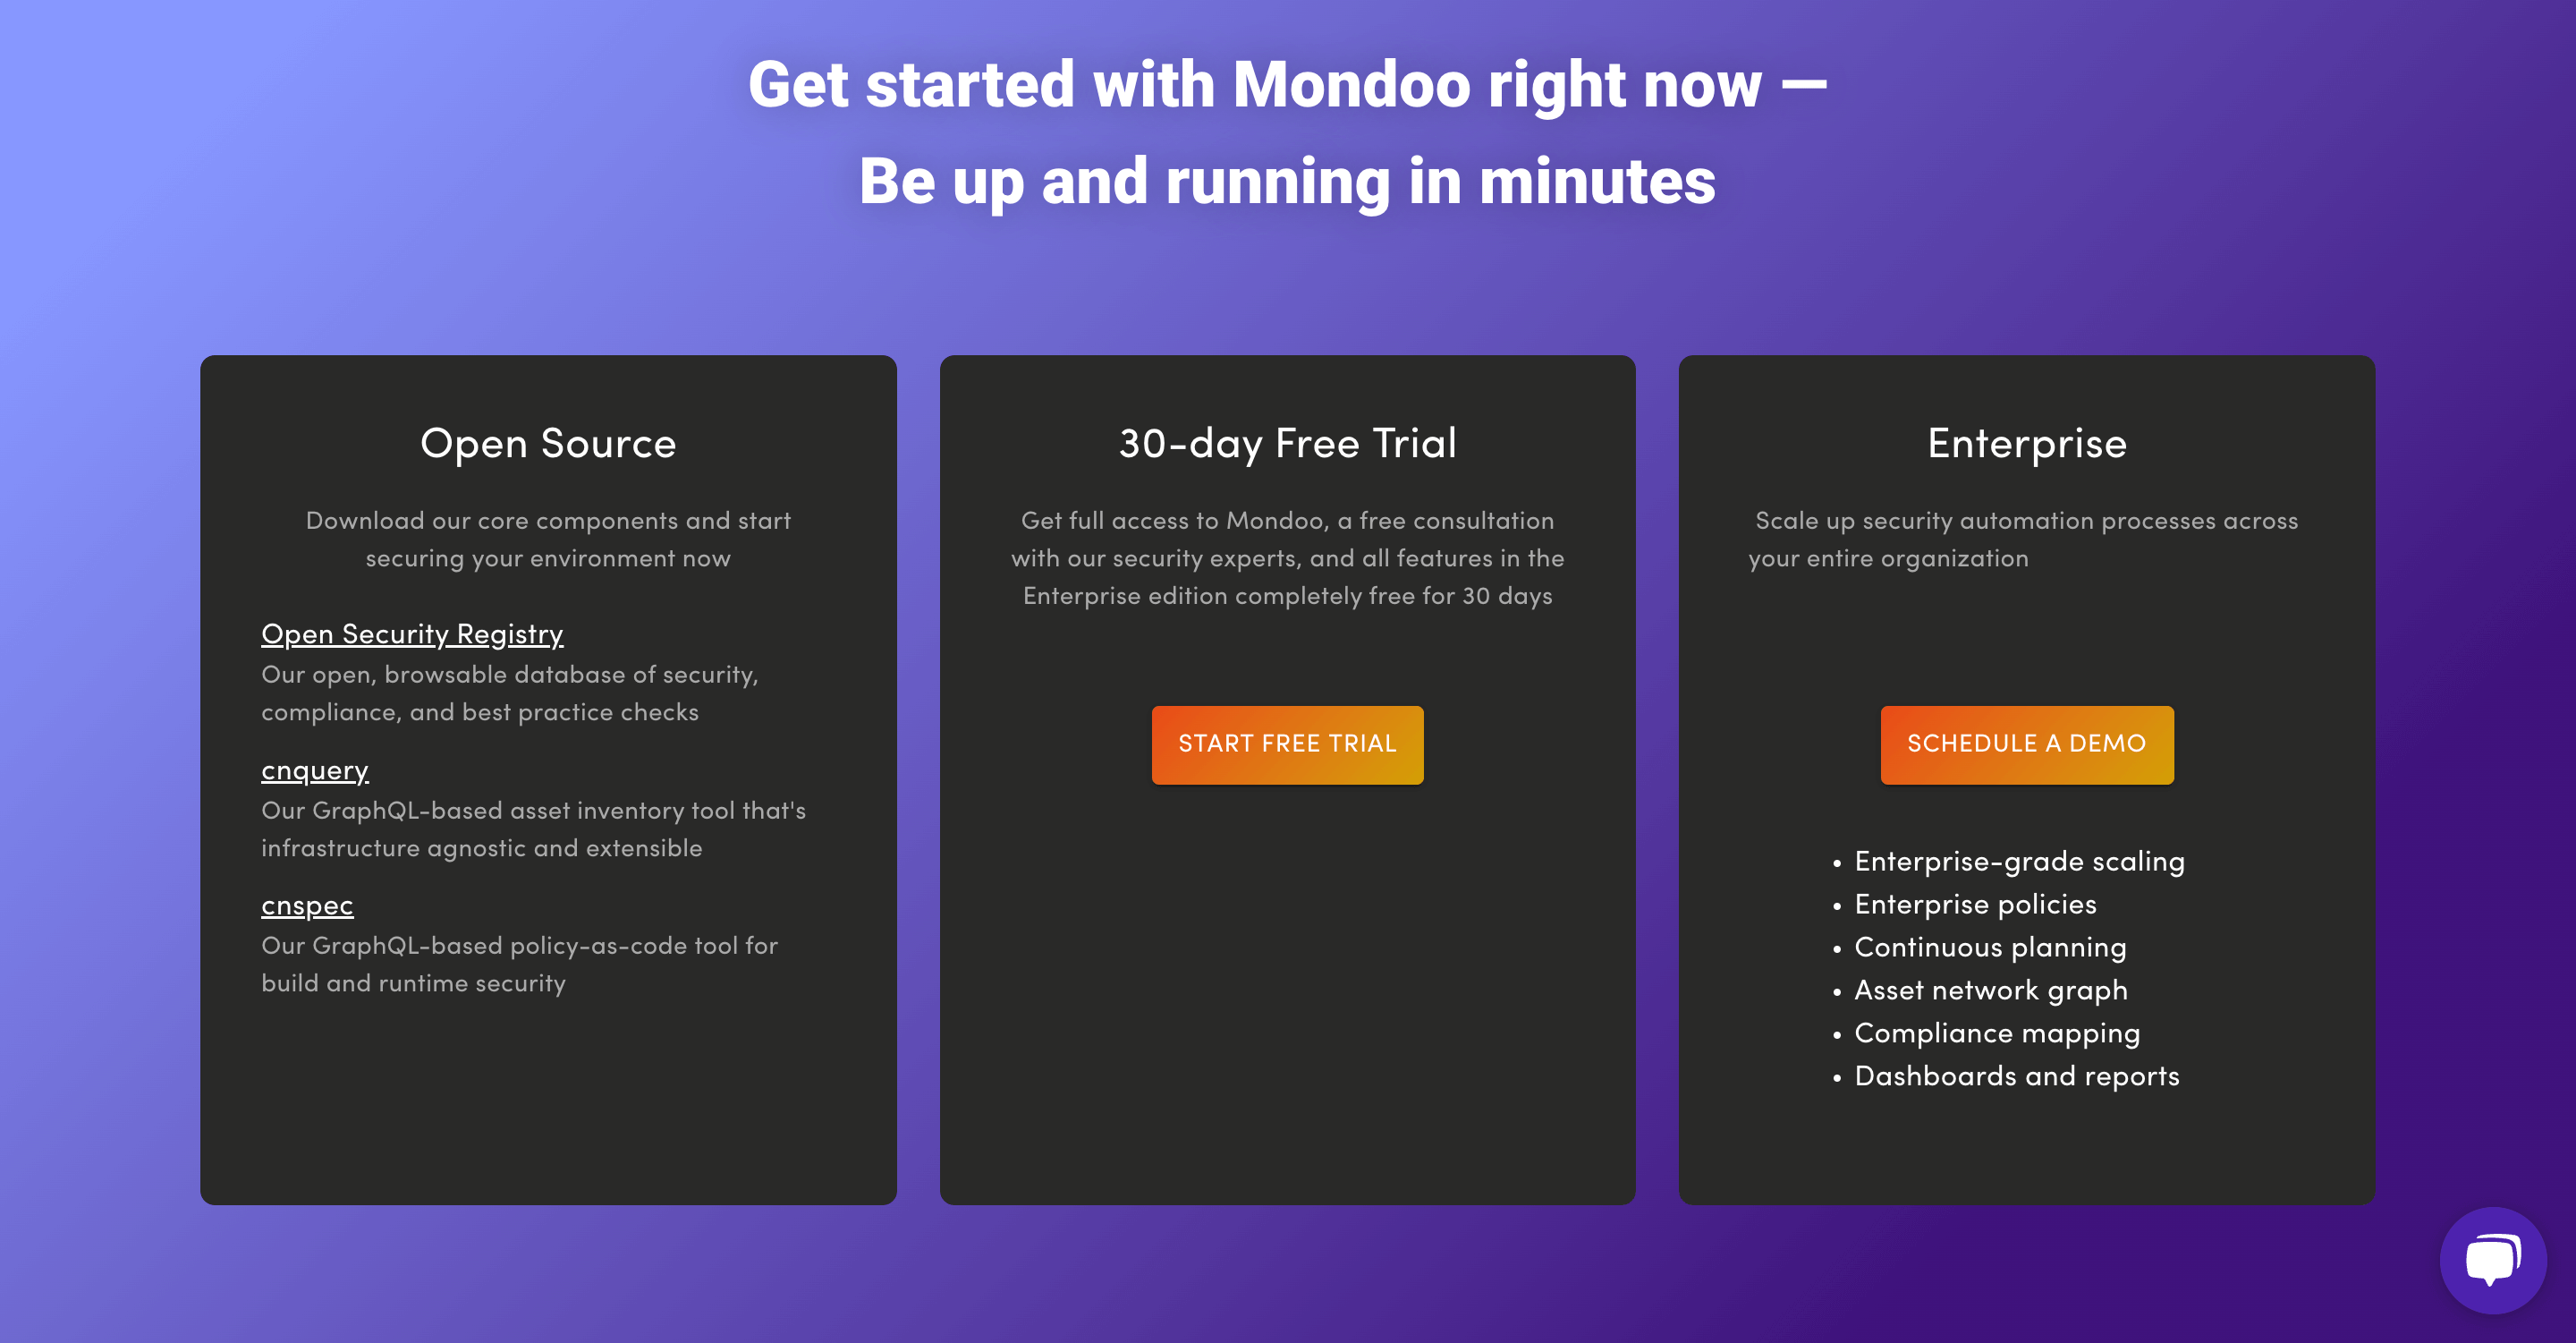 Get started with Mondoo right now —
Be up and running in minutes
Open Source
Download our core components and start
securing your environment now
Open Security Registry
Our open, browsable database of security,
compliance, and best practice checks
cnquery
Our GraphQL-based asset inventory tool that's
infrastructure agnostic and extensible
cnspec
Our GraphQL-based policy-as-code tool for
build and runtime security
30-day Free Trial
Get full access to Mondoo, a free consultation
with our security experts, and all features in the
Enterprise edition completely free for 30 days
START FREE TRIAL
Enterprise
Scale up security automation processes across
your entire organization
SCHEDULE A DEMO
• Enterprise-grade scaling
• Enterprise policies
• Continuous planning
• Asset network graph
• Compliance mapping
• Dashboards and reports